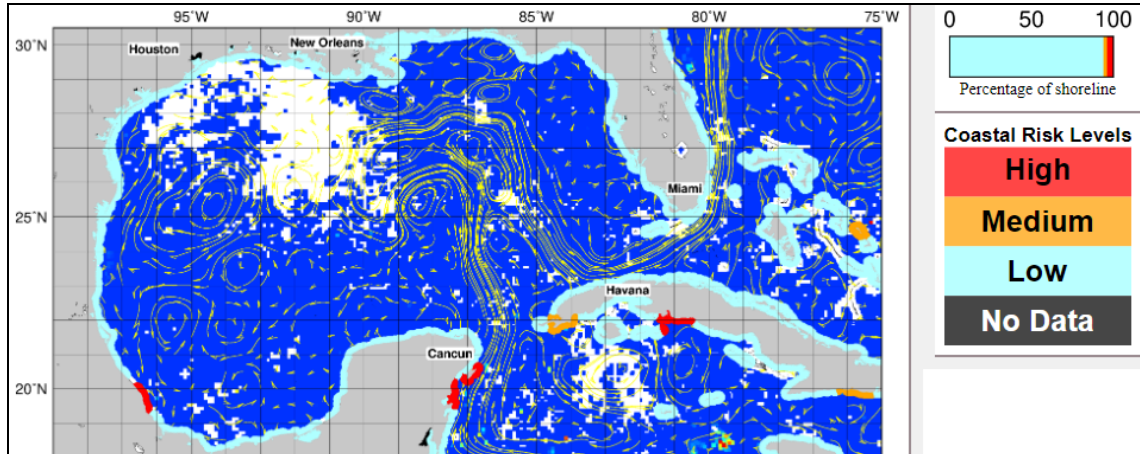 95°W 90°W 85°W 80°W 75°W
30°N
25°N
20°N
Houston
New Orleans
Miami
Havana
Cancun
0 50 100
Percentage of shoreline
Coastal Risk Levels
High
Medium
Low
No Data